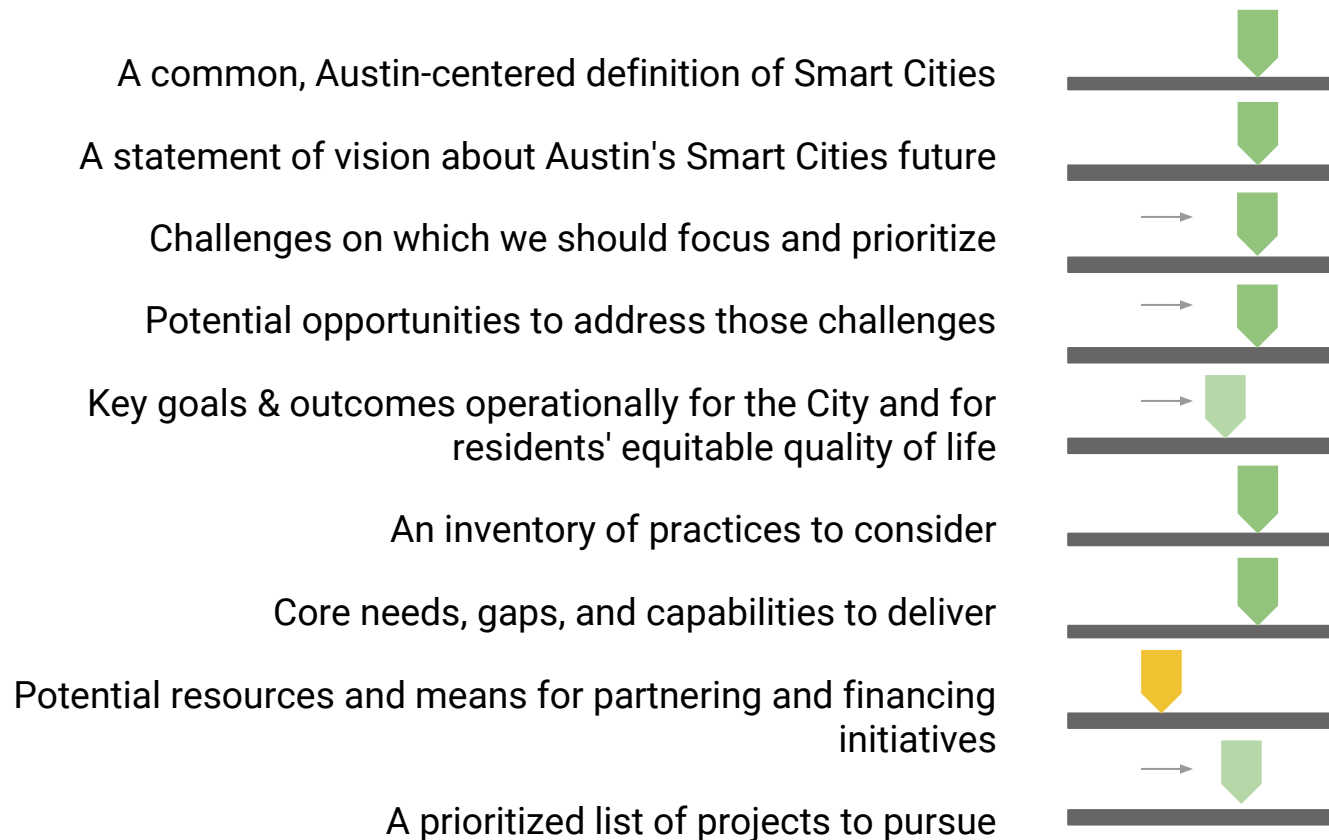 A common, Austin-centered definition of Smart Cities
A statement of vision about Austin's Smart Cities future
Challenges on which we should focus and prioritize
Potential opportunities to address those challenges
Key goals & outcomes operationally for the City and for
residents' equitable quality of life
An inventory of practices to consider
Core needs, gaps, and capabilities to deliver
Potential resources and means for partnering and financing
initiatives
A prioritized list of projects to pursue